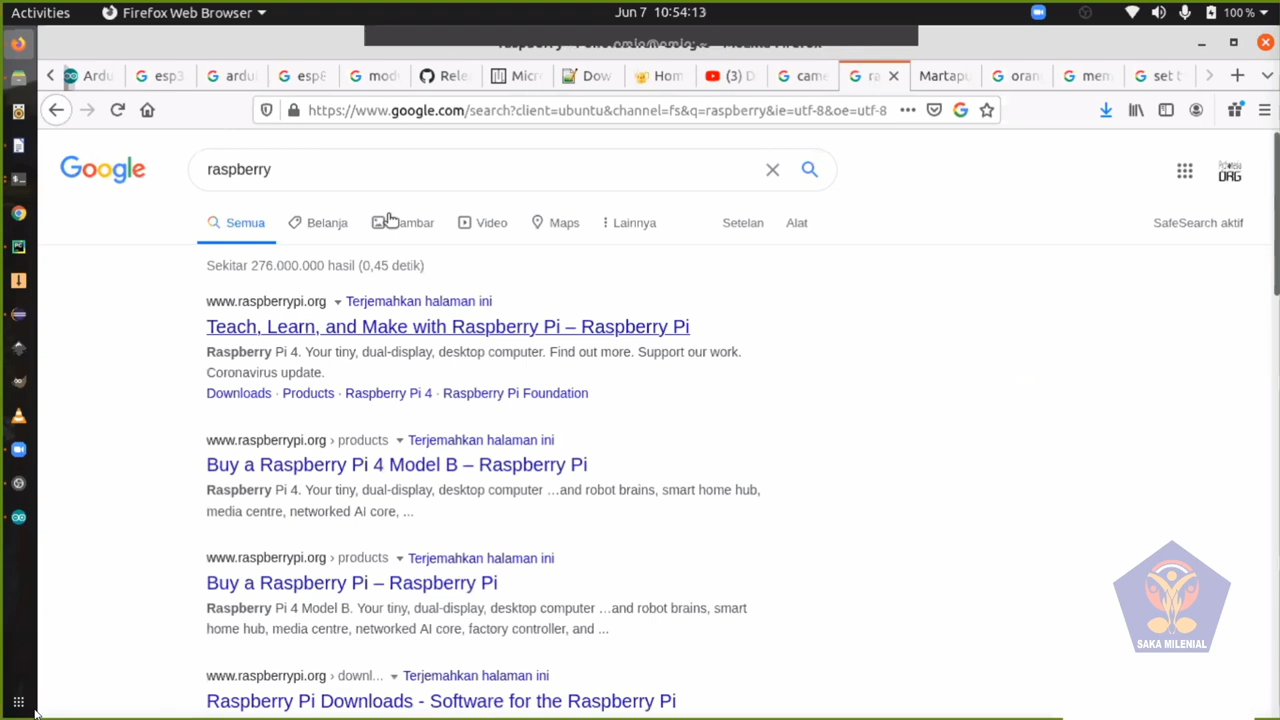 Activities
Firefox Web Browser
Jun 7 10:54:13
100 %
Ardu
esp3
ardui
esp8
mod
Rele
Micro
Dow
Hom
(3) D
came
ra
Martapu
oran
mem
set t
https://www.google.com/search?client=ubuntu&channel=fs&q=raspberry&ie=utf-8&oe=utf-8
Google
raspberry
ORG
Semua
Belanja
Gambar
Video
Maps
Lainnya
Setelan
Alat
SafeSearch aktif
Sekitar 276.000.000 hasil (0,45 detik)
www.raspberrypi.org Terjemahkan halaman ini
Teach, Learn, and Make with Raspberry Pi – Raspberry Pi
Raspberry Pi 4. Your tiny, dual-display, desktop computer. Find out more. Support our work.
Coronavirus update.
Downloads · Products · Raspberry Pi 4 · Raspberry Pi Foundation
www.raspberrypi.org › products Terjemahkan halaman ini
Buy a Raspberry Pi 4 Model B – Raspberry Pi
Raspberry Pi 4. Your tiny, dual-display, desktop computer ...and robot brains, smart home hub,
media centre, networked AI core, ...
www.raspberrypi.org › products Terjemahkan halaman ini
Buy a Raspberry Pi – Raspberry Pi
Raspberry Pi 4 Model B. Your tiny, dual-display, desktop computer ...and robot brains, smart
home hub, media centre, networked AI core, factory controller, and ...
www.raspberrypi.org › downl... Terjemahkan halaman ini
Raspberry Pi Downloads - Software for the Raspberry Pi
SAKA MILENIAL